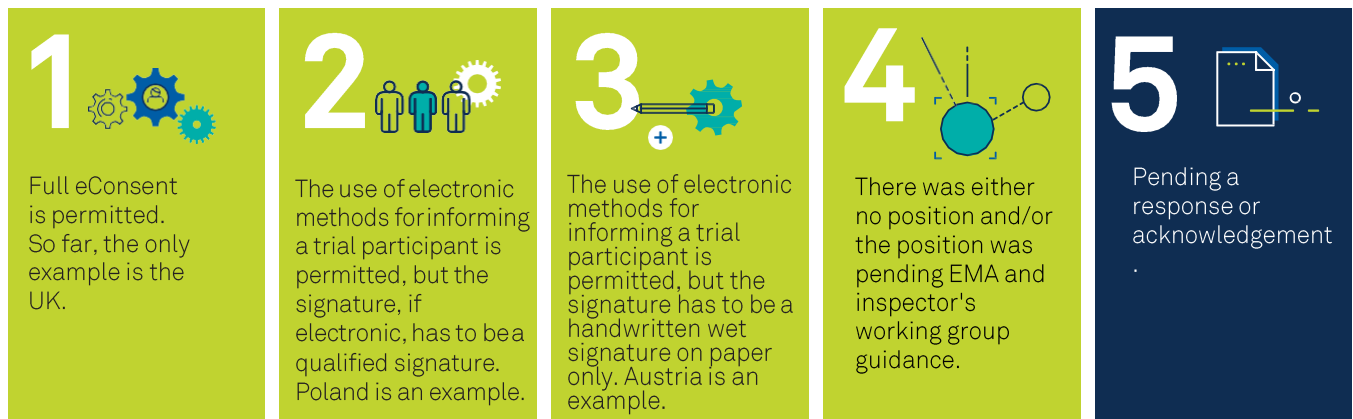 1
Full eConsent
is permitted.
So far, the only
example is the
UK.
2
The use of electronic
methods for informing
a trial participant is
permitted, but the
signature, if
electronic, has to be a
qualified signature.
Poland is an example.
3
The use of electronic
methods for
informing a trial
participant is
permitted, but the
signature has to be a
handwritten wet
signature on paper
only. Austria is an
example.
4
There was either
no position and/or
the position was
pending EMA and
inspector's
working group
guidance.
5
Pending a
response or
acknowledgement
.